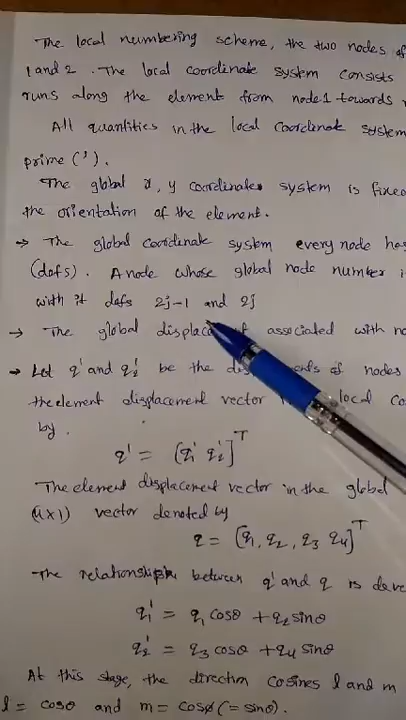 The local numbering scheme, the two nodes of
1 and 2. The local coordinate system consists
runs along the element from node 1 towards
All quantities in the local coordinate system
prime (').
The global x, y coordinates system is fixed
the orientation of the element.
→ The global coordinate system every node has
(dofs). A node whose global node number i
with it dofs 2j-1 and 2j
→ The global displace associated with no
→ Let q' and q'₂ be the of nodes
the element displacement vector local co
by.
q' = [q'₁ q'₂]ᵀ
The element displacement vector in the global
(4x1) vector denoted by
q = [q₁, q₂, q₃ q₄]ᵀ
The relationship between q' and q is deve
q'₁ = q₁ cosθ + q₂ sinθ
q'₂ = q₃ cosθ + q₄ sinθ
At this stage, the direction cosines l and m
l = cosθ and m = cosϕ (= sinθ).